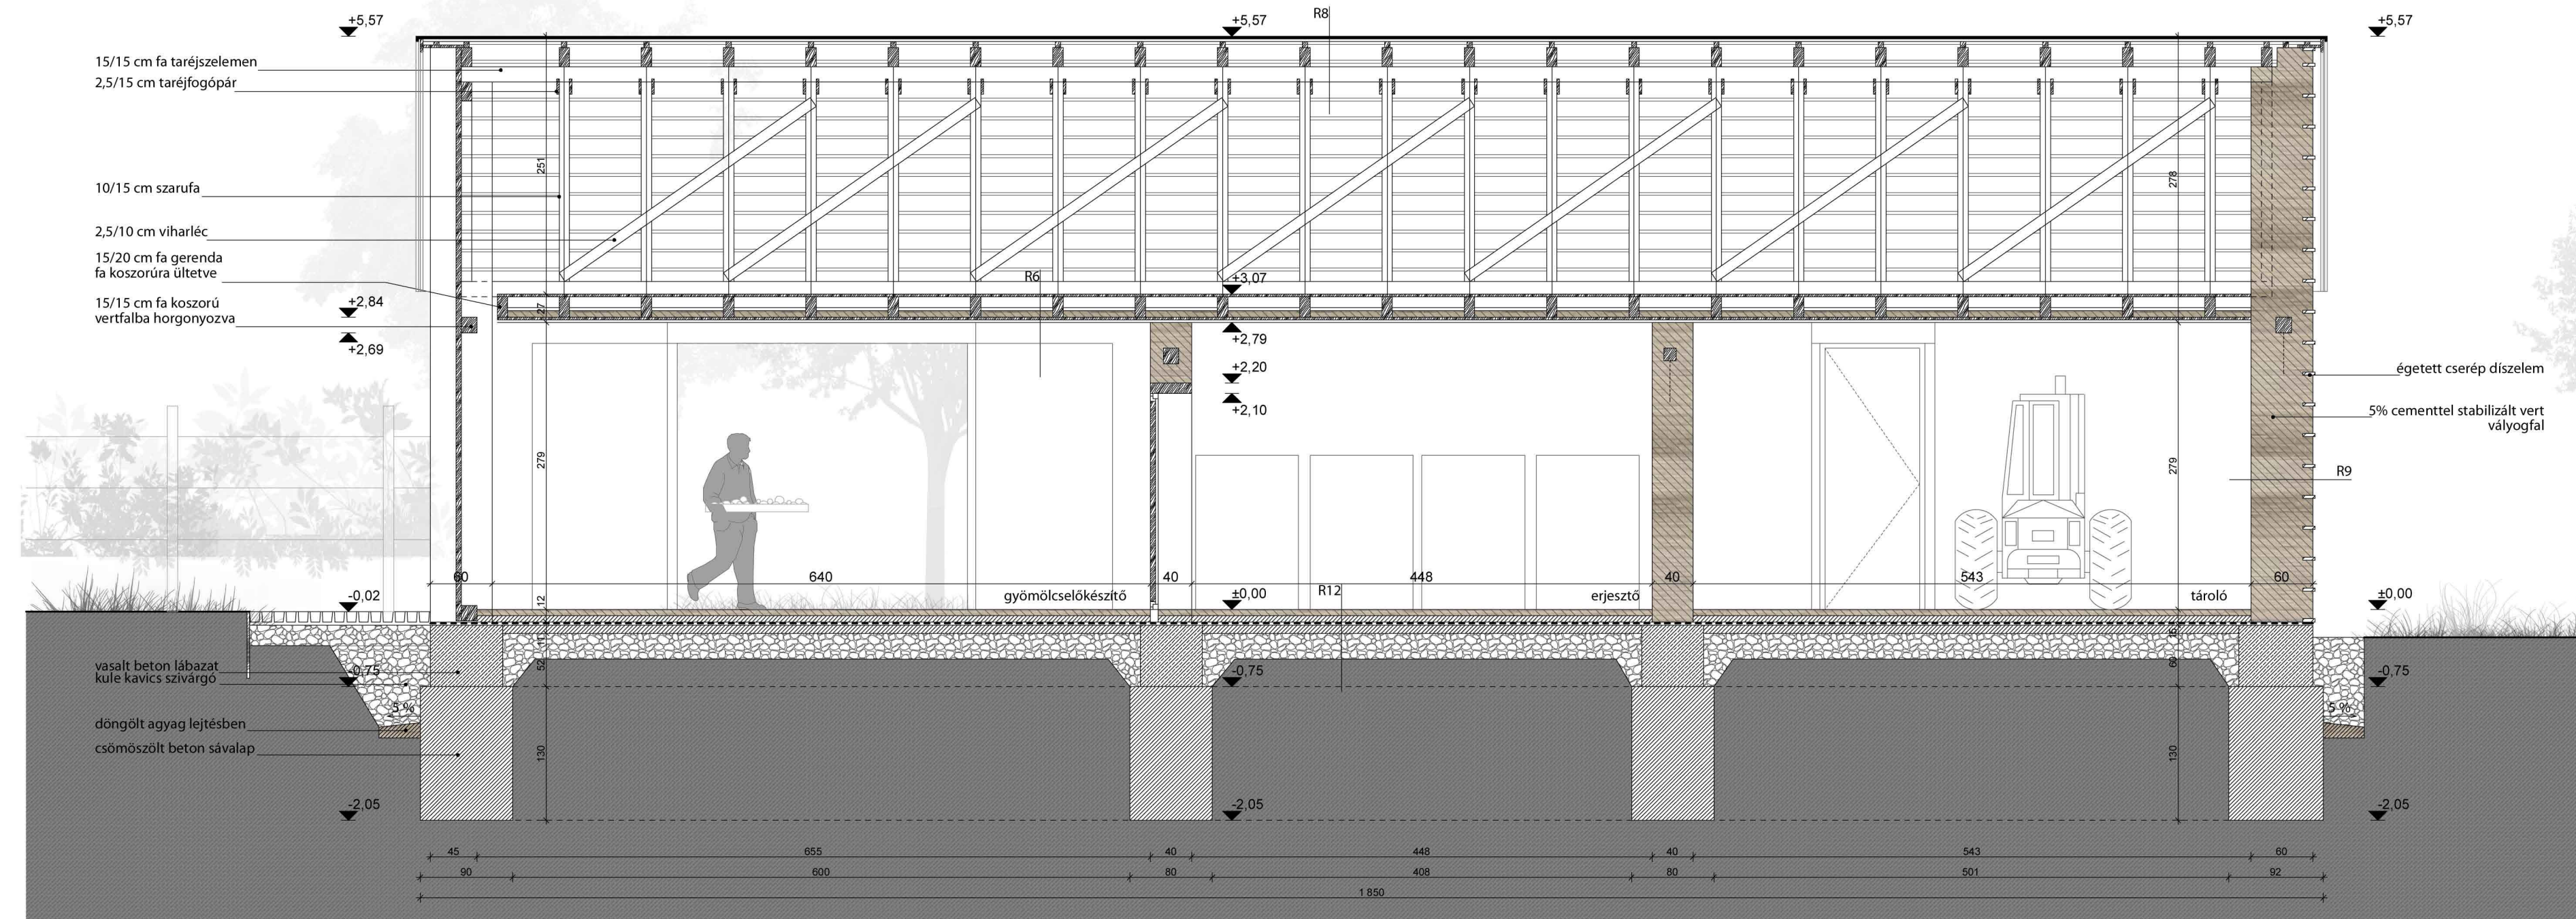 +5,57
+5,57
R8
+5,57
15/15 cm fa taréjszelemen
2,5/15 cm taréjfogópár
251
278
10/15 cm szarufa
2,5/10 cm viharléc
15/20 cm fa gerenda
fa koszorúra ültetve
R6
+3,07
15/15 cm fa koszorú
vertfalba horgonyozva
+2,84
27
+2,69
+2,79
+2,20
+2,10
égetett cserép díszelem
5% cementtel stabilizált vert
vályogfal
279
279
R9
60
640
40
448
40
543
60
-0,02
12
gyömölcselőkészítő
±0,00
R12
erjesztő
tároló
±0,00
11
15
vasalt beton lábazat
kule kavics szivárgó
-0,75
52
-0,75
60
-0,75
5 %
5 %
döngölt agyag lejtésben
csömöszölt beton sávalap
130
130
-2,05
-2,05
-2,05
45
655
40
448
40
543
60
90
600
80
408
80
501
92
1 850